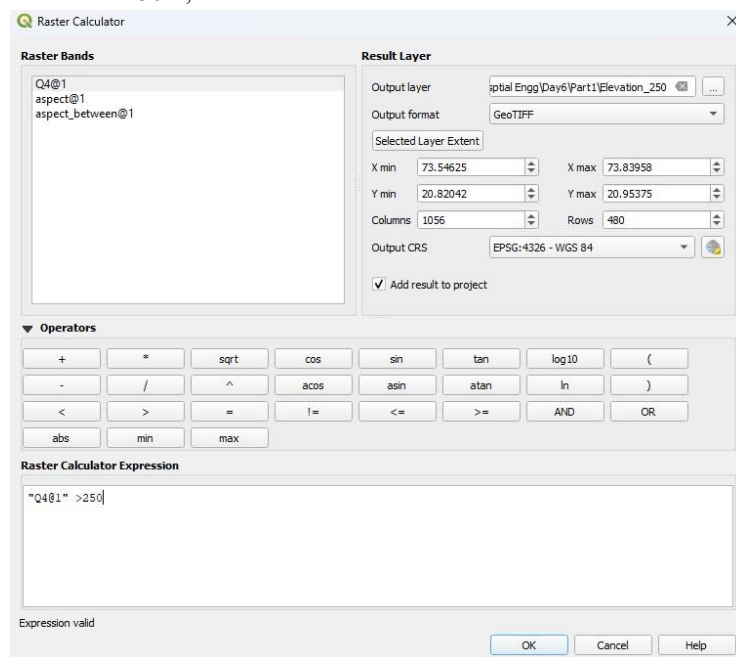 Raster Calculator
Raster Bands
Q4@1
aspect@1
aspect_between@1
Result Layer
Output layer
ptial Engg\Day6\Part1\Elevation_250
...
Output format
GeoTIFF
Selected Layer Extent
X min 73.54625 X max 73.83958
Y min 20.82042 Y max 20.95375
Columns 1056 Rows 480
Output CRS EPSG:4326 - WGS 84
Add result to project
Operators
+ * sqrt cos sin tan log10 (
- / ^ acos asin atan ln )
< > = != <= >= AND OR
abs min max
Raster Calculator Expression
"Q4@1" >250
Expression valid
OK Cancel Help